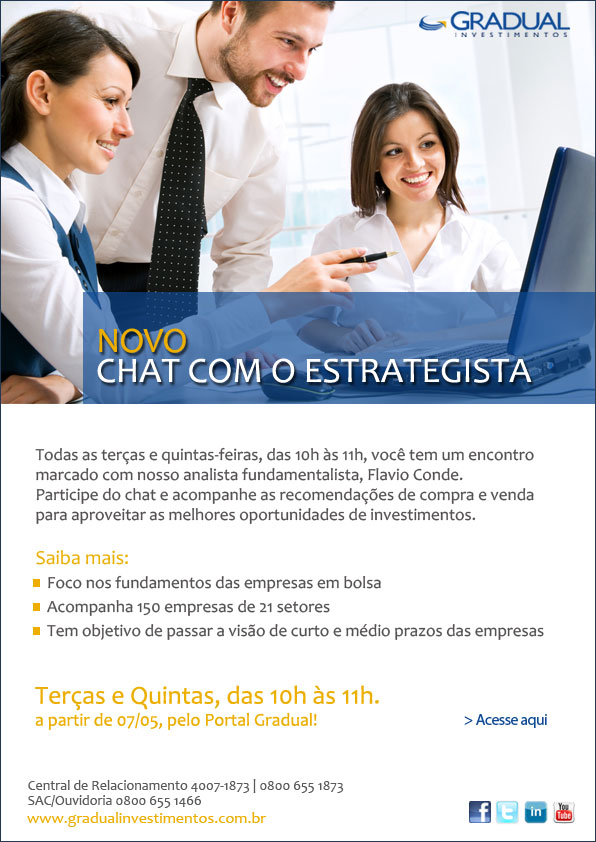 GRADUAL
INVESTIMENTOS
NOVO
CHAT COM O ESTRATEGISTA
Todas as terças e quintas-feiras, das 10h às 11h, você tem um encontro
marcado com nosso analista fundamentalista, Flavio Conde.
Participe do chat e acompanhe as recomendações de compra e venda
para aproveitar as melhores oportunidades de investimentos.
Saiba mais:
Foco nos fundamentos das empresas em bolsa
Acompanha 150 empresas de 21 setores
Tem objetivo de passar a visão de curto e médio prazos das empresas
Terças e Quintas, das 10h às 11h.
a partir de 07/05, pelo Portal Gradual!
> Acesse aqui
Central de Relacionamento 4007-1873 | 0800 655 1873
SAC/Ouvidoria 0800 655 1466
www.gradualinvestimentos.com.br
f t in You Tube